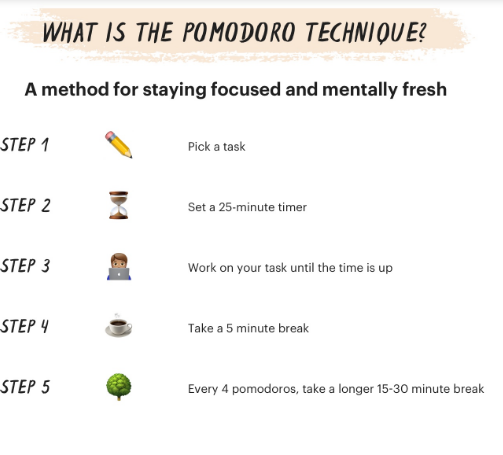 WHAT IS THE POMODORO TECHNIQUE?
A method for staying focused and mentally fresh
STEP 1 Pick a task
STEP 2 Set a 25-minute timer
STEP 3 Work on your task until the time is up
STEP 4 Take a 5 minute break
STEP 5 Every 4 pomodoros, take a longer 15-30 minute break